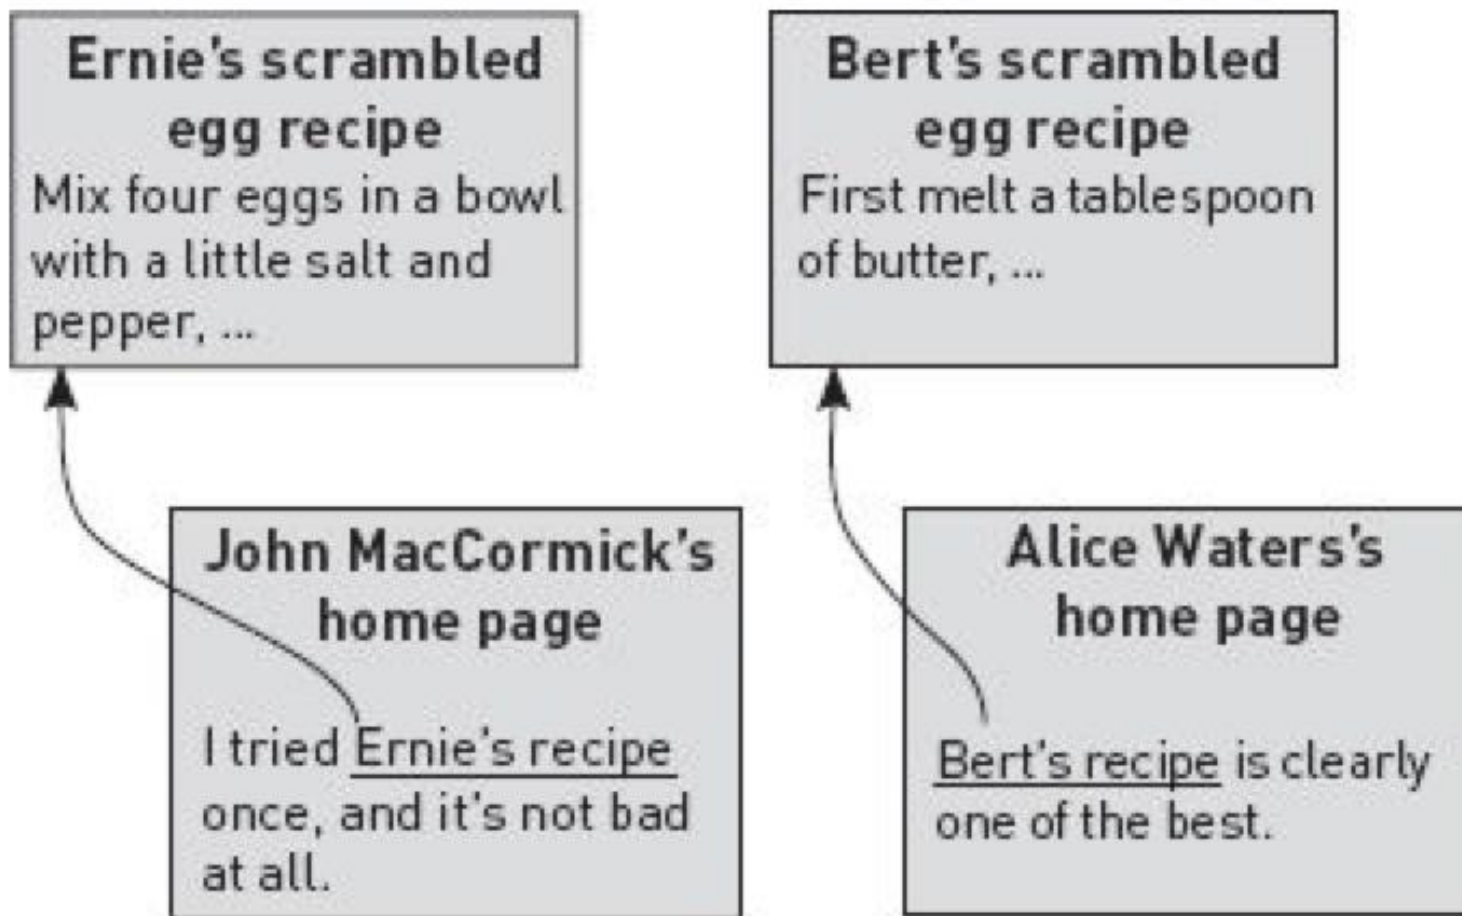 Ernie's scrambled
egg recipe
Mix four eggs in a bowl
with a little salt and
pepper, ...
Bert's scrambled
egg recipe
First melt a tablespoon
of butter, ...
John MacCormick's
home page
I tried Ernie's recipe
once, and it's not bad
at all.
Alice Waters's
home page
Bert's recipe is clearly
one of the best.